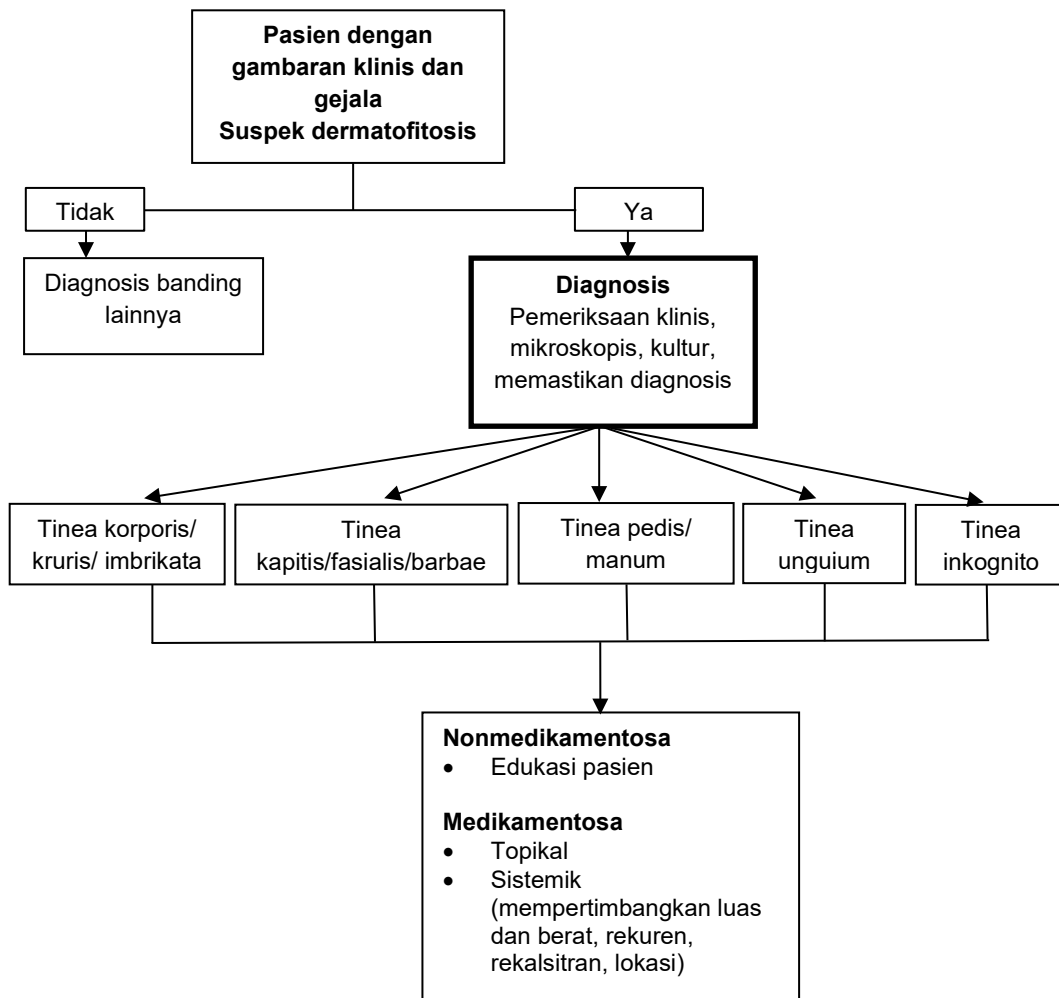 Pasien dengan
gambaran klinis dan
gejala
Suspek dermatofitosis
Tidak
Ya
Diagnosis banding
lainnya
Diagnosis
Pemeriksaan klinis,
mikroskopis, kultur,
memastikan diagnosis
Tinea korporis/
kruris/ imbrikata
Tinea
kapitis/fasialis/barbae
Tinea pedis/
manum
Tinea
unguium
Tinea
inkognito
Nonmedikamentosa
• Edukasi pasien
Medikamentosa
• Topikal
• Sistemik
(mempertimbangkan luas
dan berat, rekuren,
rekalsitran, lokasi)